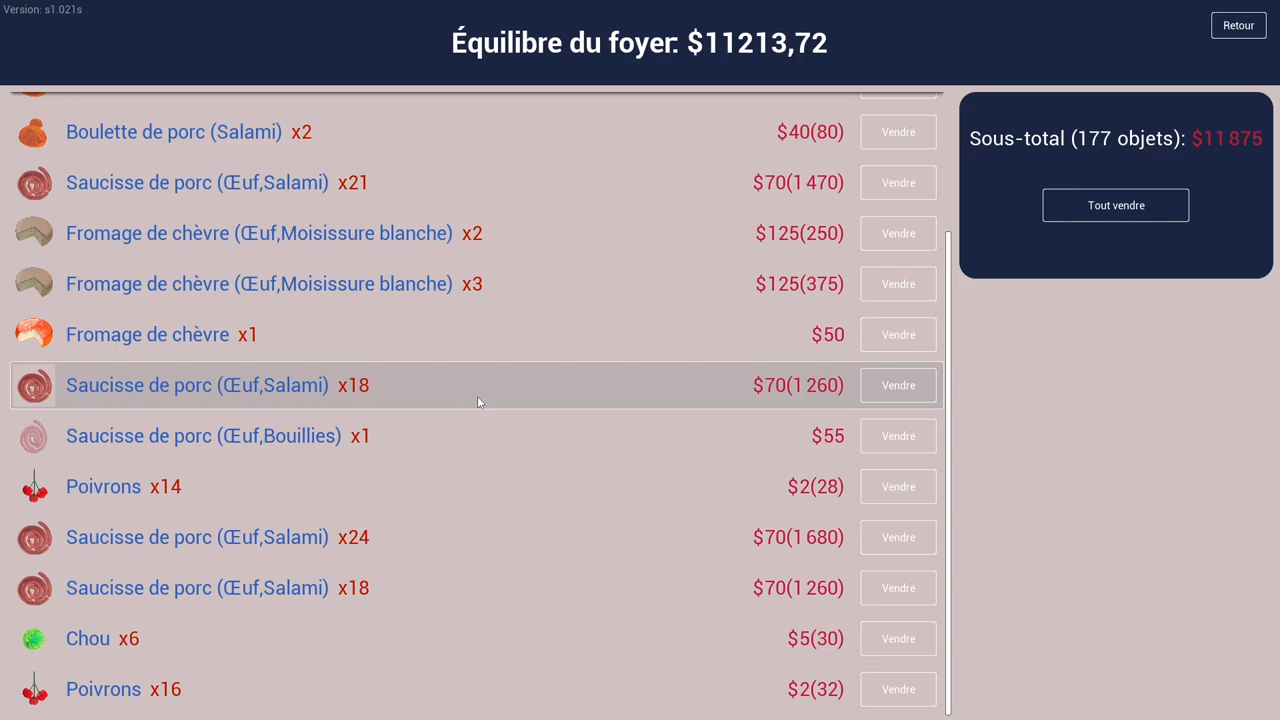 Version: s1.021s
Équilibre du foyer: $11213,72
Retour
Boulette de porc (Salami) x2 $40(80) Vendre
Saucisse de porc (Œuf,Salami) x21 $70(1 470) Vendre
Fromage de chèvre (Œuf,Moisissure blanche) x2 $125(250) Vendre
Fromage de chèvre (Œuf,Moisissure blanche) x3 $125(375) Vendre
Fromage de chèvre x1 $50 Vendre
Saucisse de porc (Œuf,Salami) x18 $70(1 260) Vendre
Saucisse de porc (Œuf,Bouillies) x1 $55 Vendre
Poivrons x14 $2(28) Vendre
Saucisse de porc (Œuf,Salami) x24 $70(1 680) Vendre
Saucisse de porc (Œuf,Salami) x18 $70(1 260) Vendre
Chou x6 $5(30) Vendre
Poivrons x16 $2(32) Vendre
Sous-total (177 objets): $11 875
Tout vendre